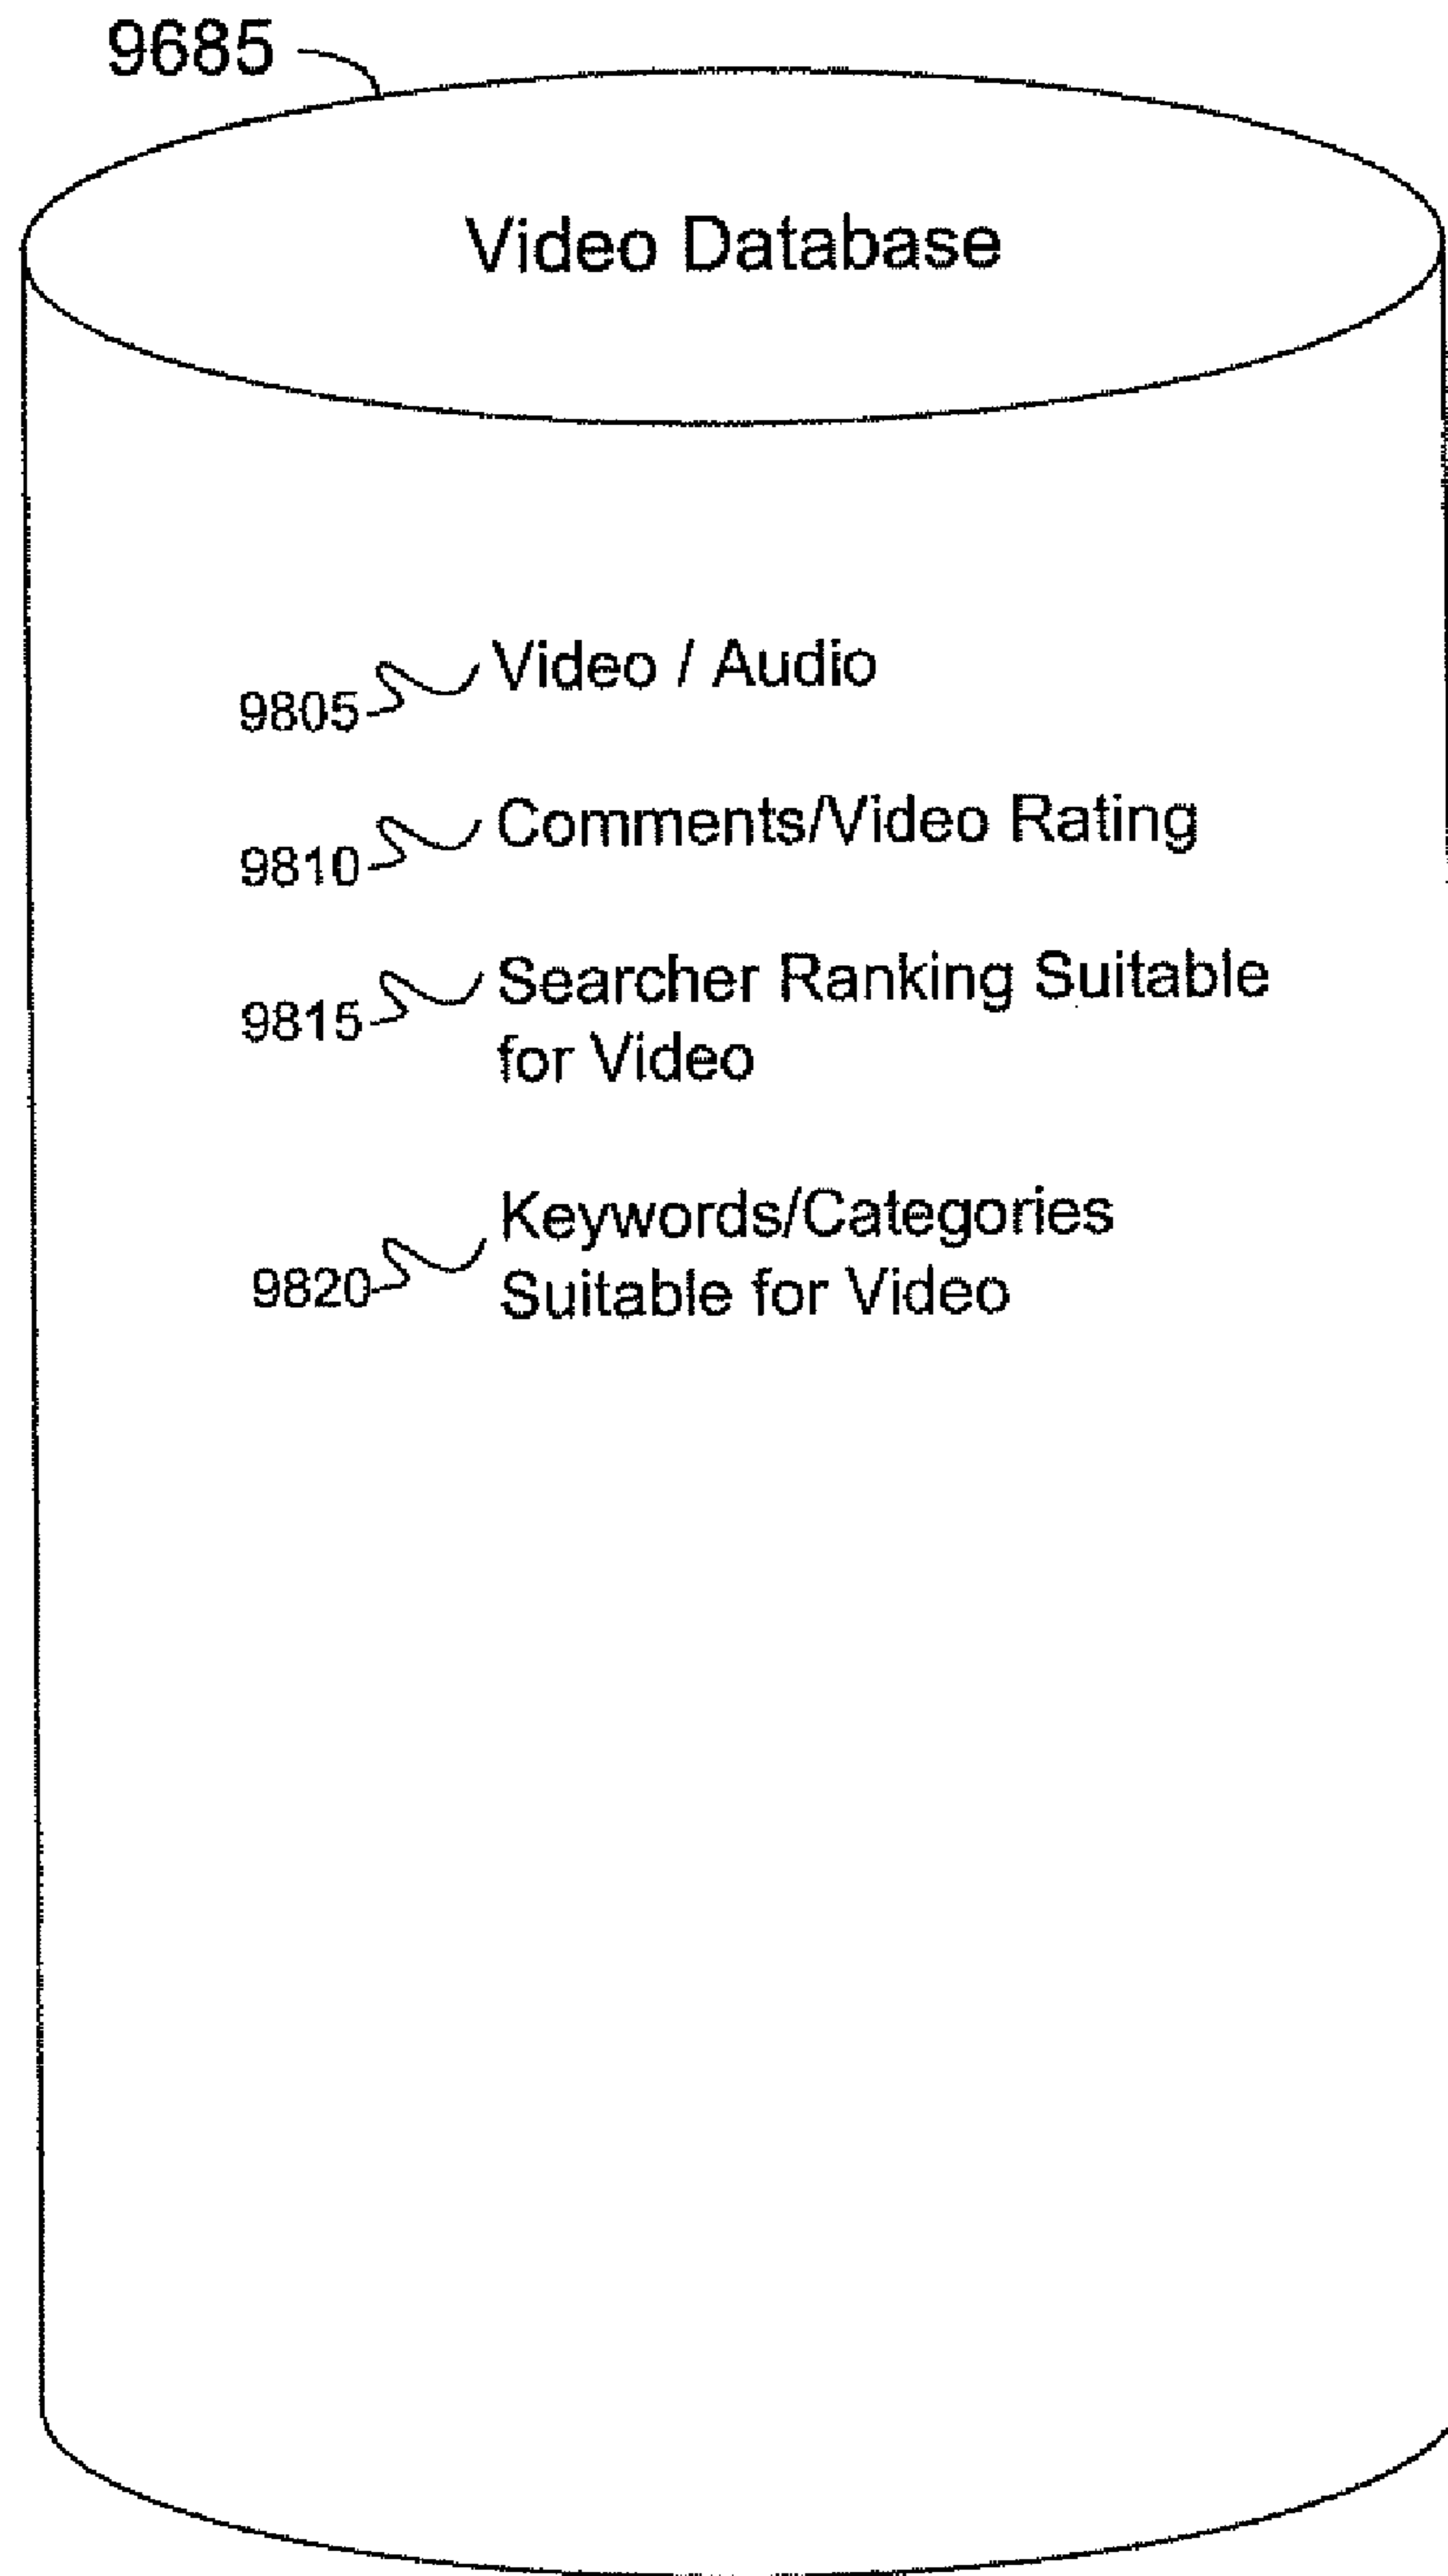 9685
Video Database
9805 Video / Audio
9810 Comments/Video Rating
9815 Searcher Ranking Suitable
for Video
9820 Keywords/Categories
Suitable for Video